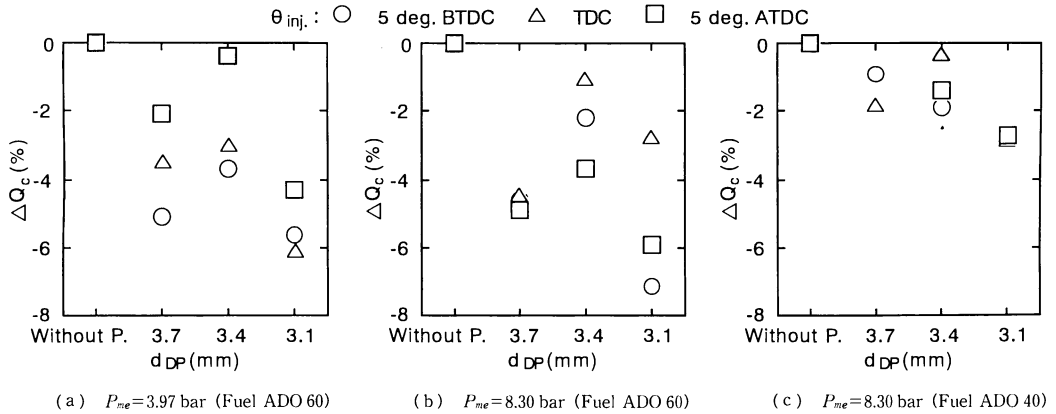 θ inj. : ○ 5 deg. BTDC △ TDC □ 5 deg. ATDC
0
-2
-4
-6
-8
△Qc (%)
Without P. 3.7 3.4 3.1
dDP (mm)
(a) Pme=3.97 bar (Fuel ADO 60)
0
-2
-4
-6
-8
△Qc (%)
Without P. 3.7 3.4 3.1
dDP (mm)
(b) Pme=8.30 bar (Fuel ADO 60)
0
-2
-4
-6
-8
△Qc (%)
Without P. 3.7 3.4 3.1
dDP (mm)
(c) Pme=8.30 bar (Fuel ADO 40)